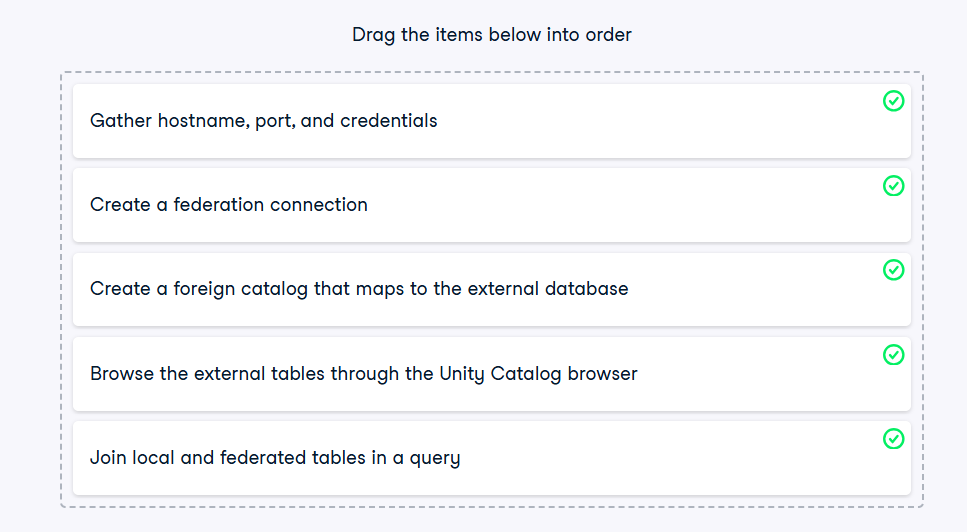 Drag the items below into order
Gather hostname, port, and credentials
Create a federation connection
Create a foreign catalog that maps to the external database
Browse the external tables through the Unity Catalog browser
Join local and federated tables in a query